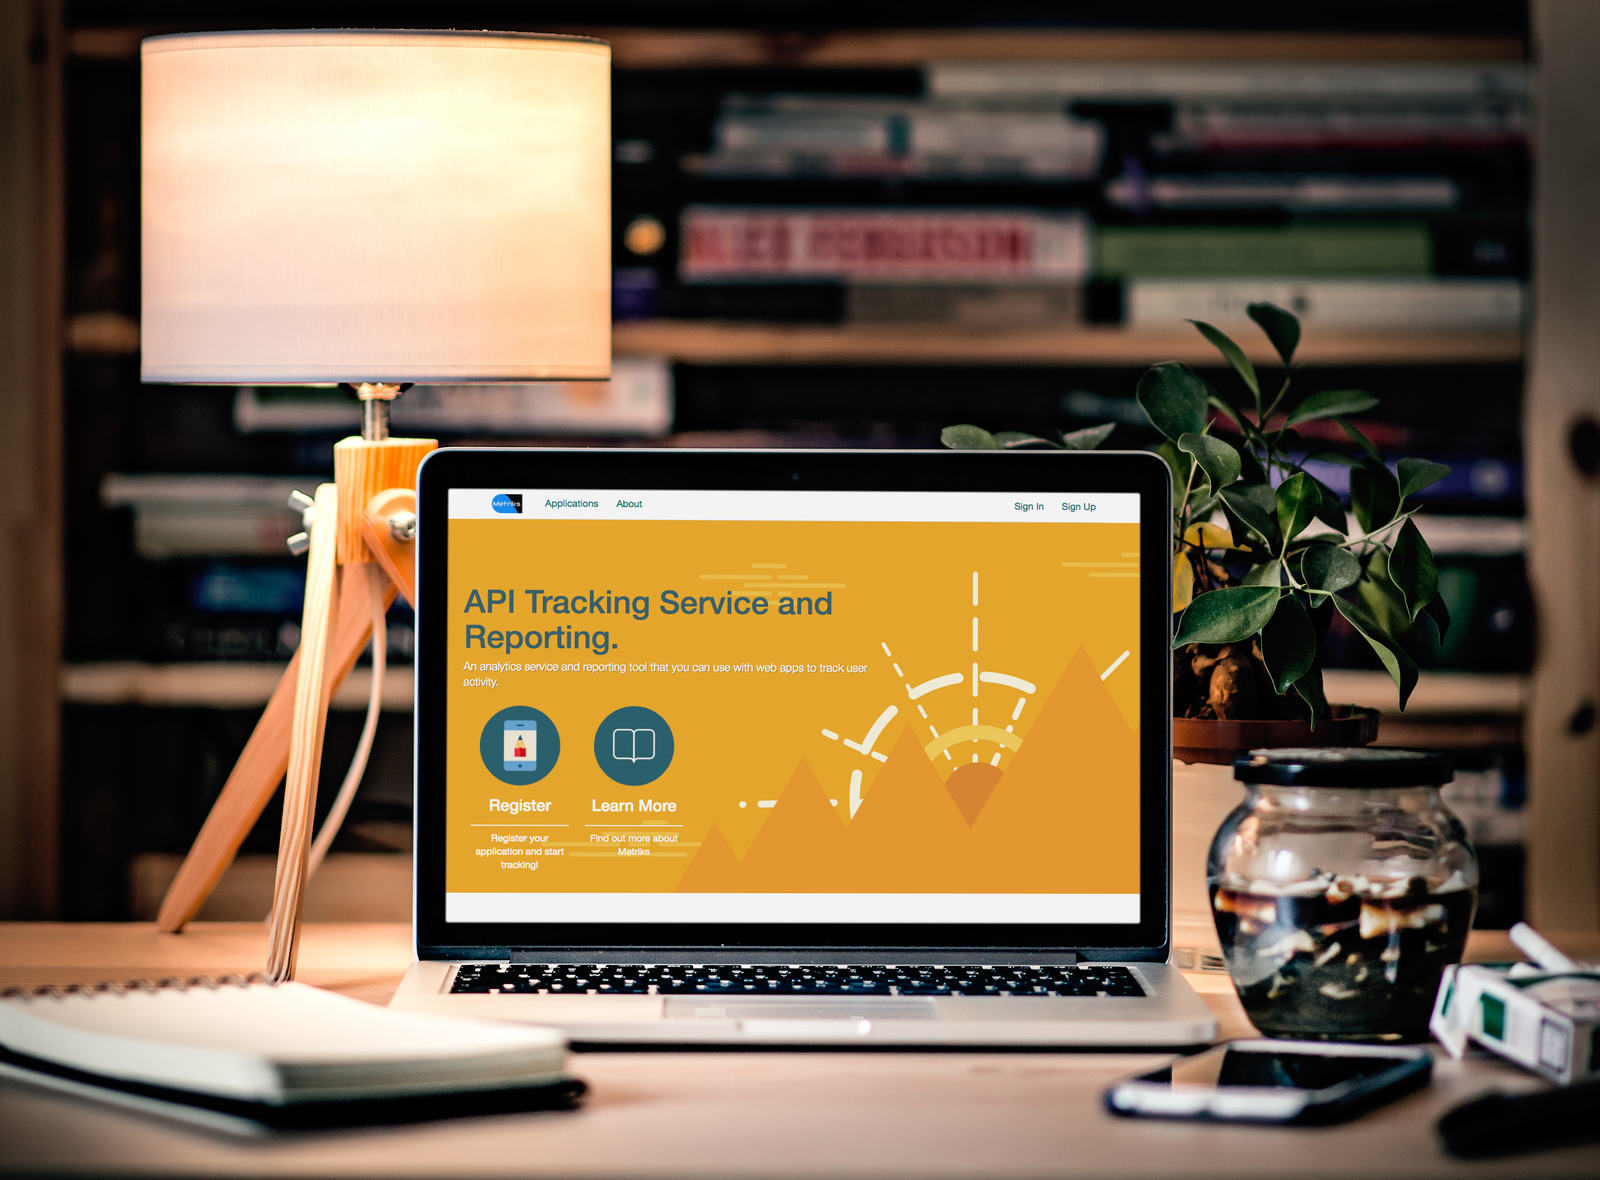 ALEX FERGUSON
Metriks
Applications
About
Sign In
Sign Up
API Tracking Service and
Reporting.
An analytics service and reporting tool that you can use with web apps to track user
activity.
Register
Register your
application and start
tracking!
Learn More
Find out more about
Metriks